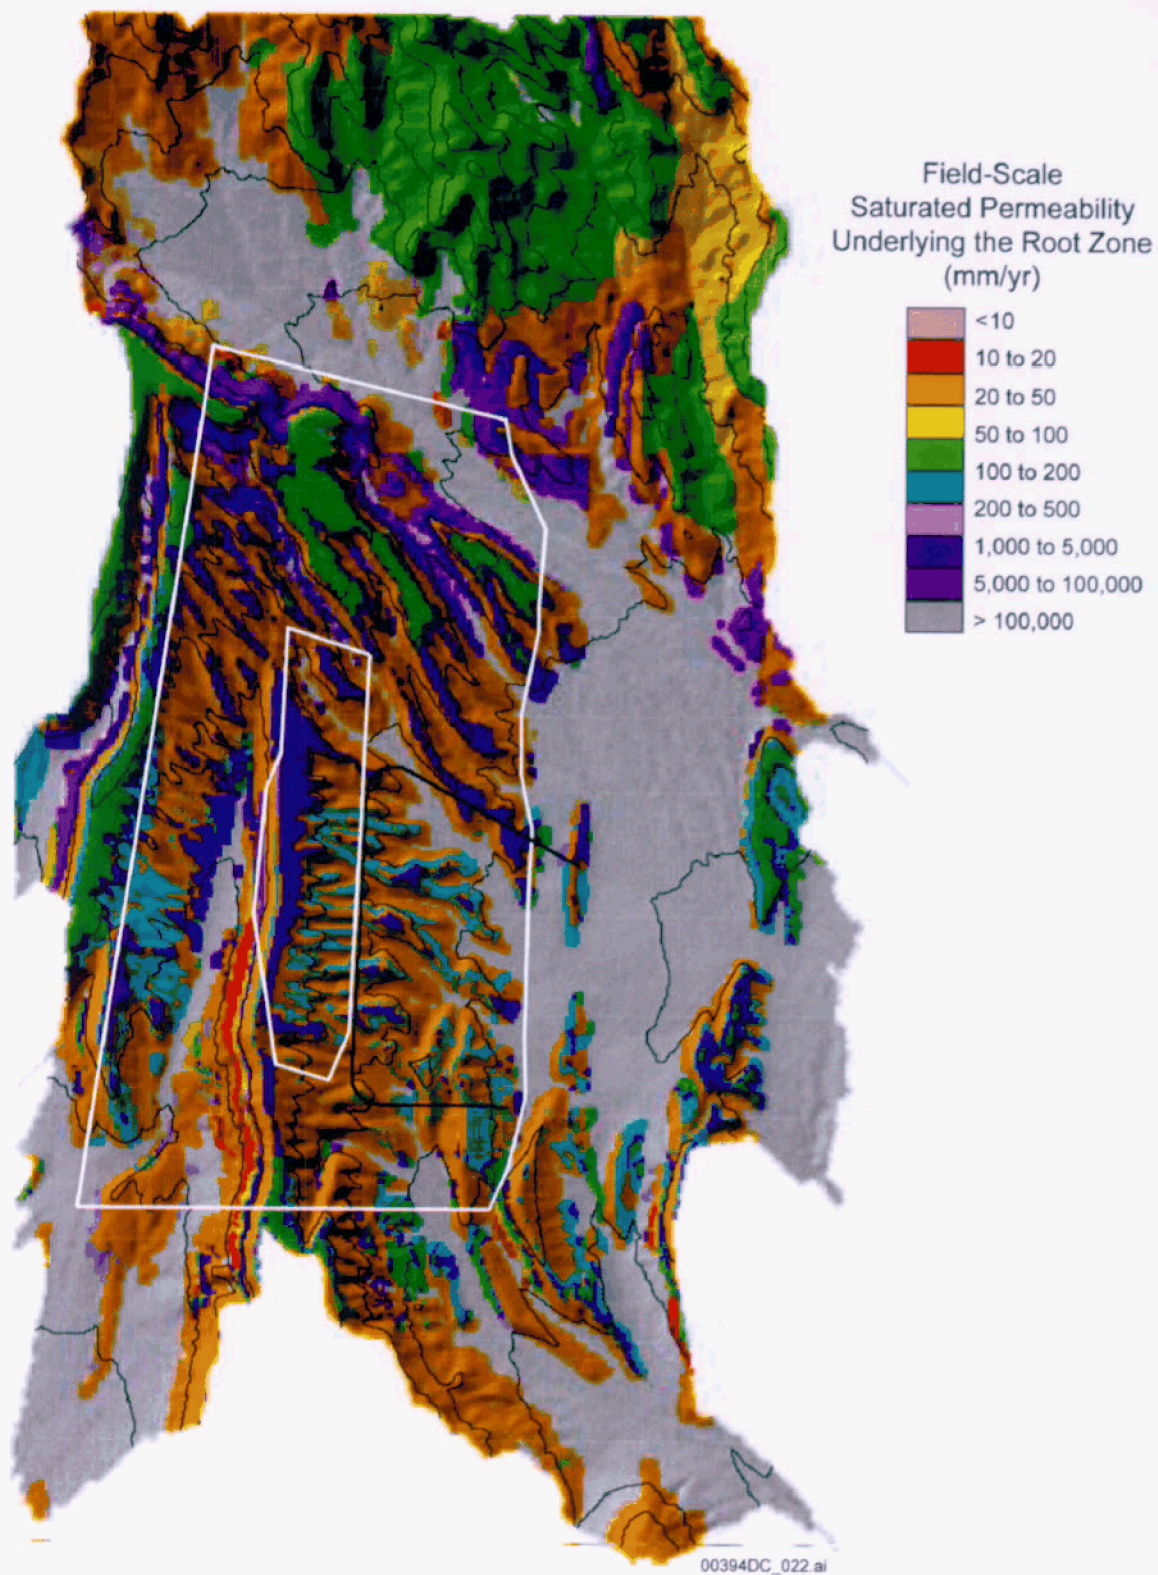 Field-Scale
Saturated Permeability
Underlying the Root Zone
(mm/yr)
<10
10 to 20
20 to 50
50 to 100
100 to 200
200 to 500
1,000 to 5,000
5,000 to 100,000
> 100,000
00394DC_022.ai